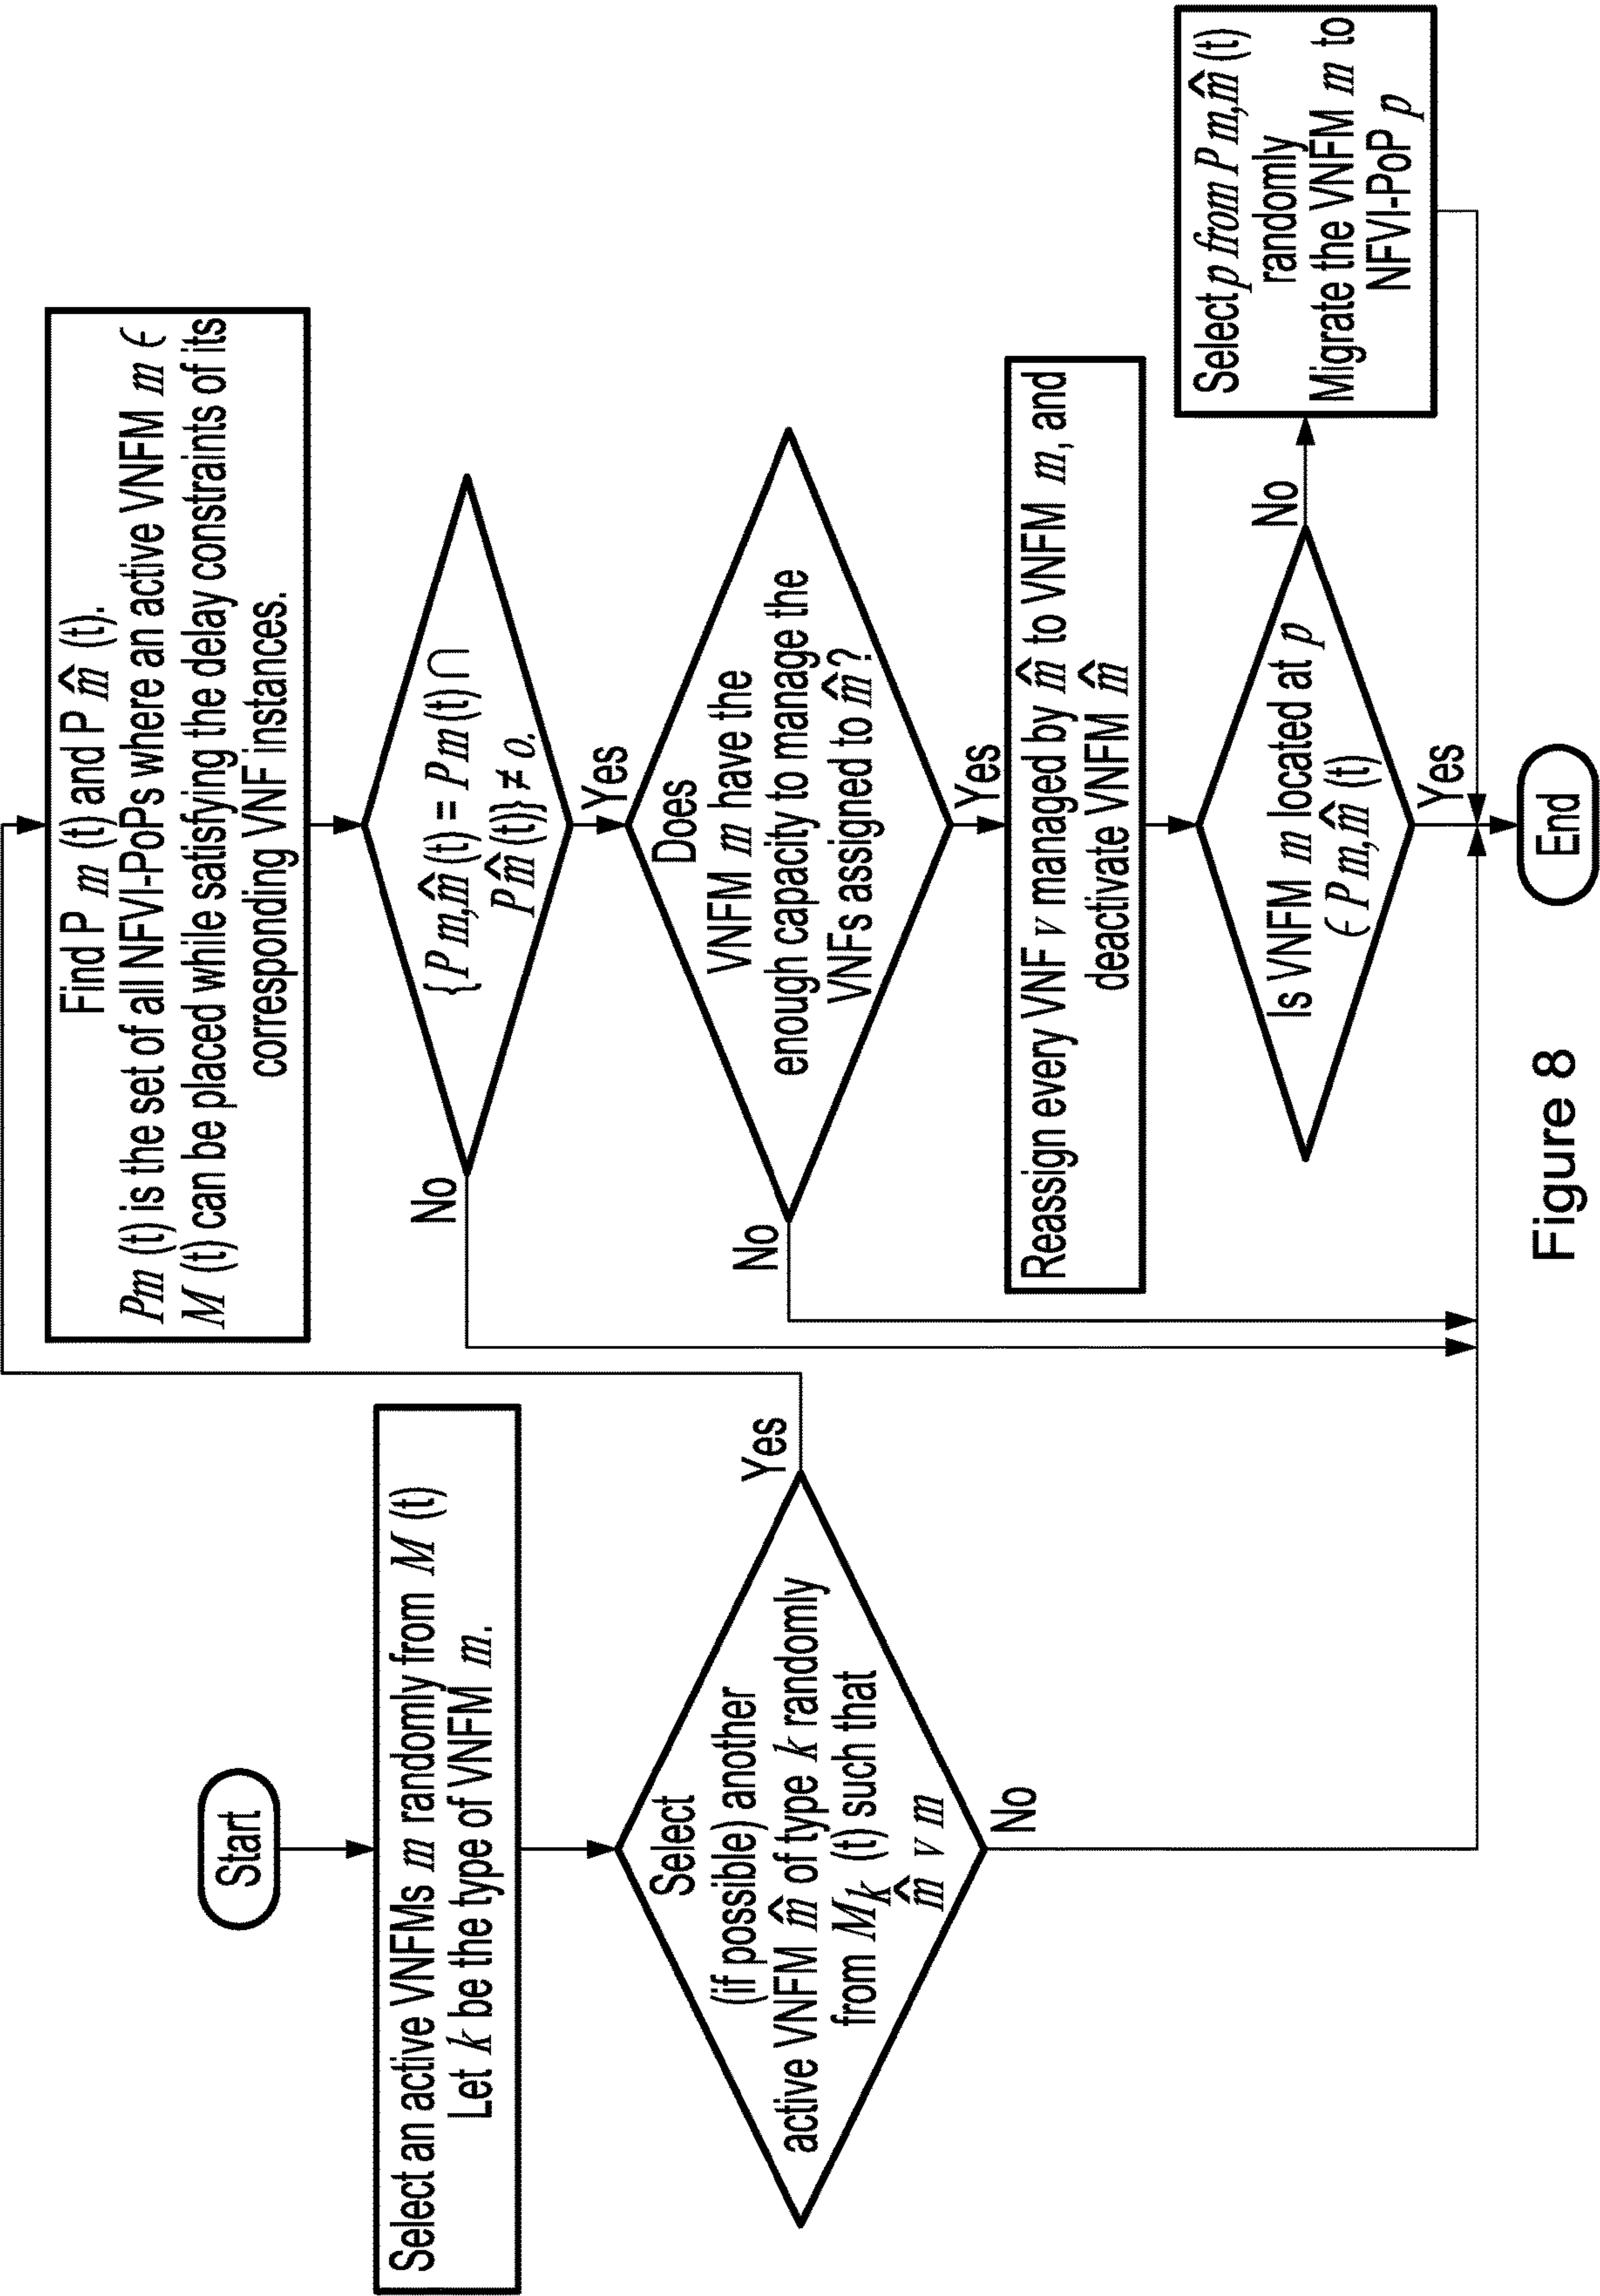 Start
Select an active VNFMs m randomly from M (t)
Let k be the type of VNFM m.
Select
(if possible) another
active VNFM m̂ of type k randomly
from Mk (t) such that
m̂ v m
Yes
No
Find P m (t) and P m̂ (t).
Pm (t) is the set of all NFVI-PoPs where an active VNFM m ϵ
M (t) can be placed while satisfying the delay constraints of its
corresponding VNF instances.
{P m,m̂ (t) = P m (t) ∩
P m̂ (t)} ≠ o.
No
Yes
Does
VNFM m have the
enough capacity to manage the
VNFs assigned to m̂ ?
No
Yes
Reassign every VNF v managed by m̂ to VNFM m, and
deactivate VNFM m̂
Is VNFM m located at p
ϵ P m,m̂ (t)
No
Yes
Select p from P m,m̂ (t)
randomly
Migrate the VNFM m to
NFVI-PoP p
End
Figure 8